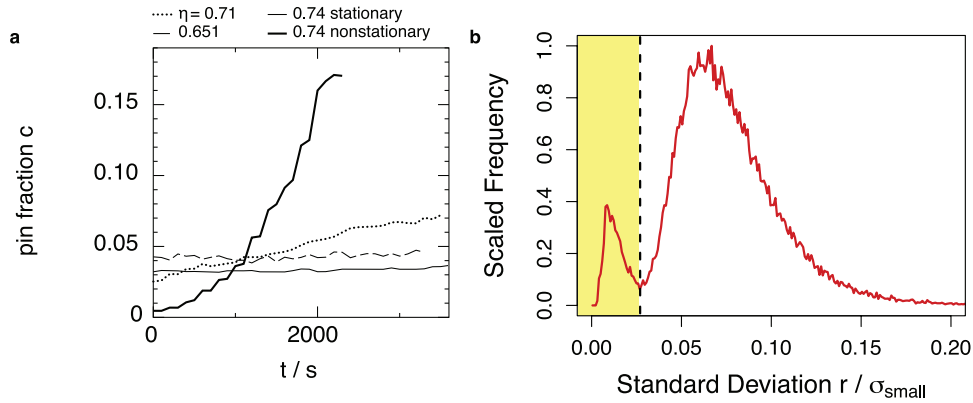 η = 0.71
0.651
0.74 stationary
0.74 nonstationary
a
0.15
0.10
0.05
0
pin fraction c
0
2000
t / s
b
1.0
0.8
0.6
0.4
0.2
0.0
Scaled Frequency
0.00
0.05
0.10
0.15
0.20
Standard Deviation r / σsmall